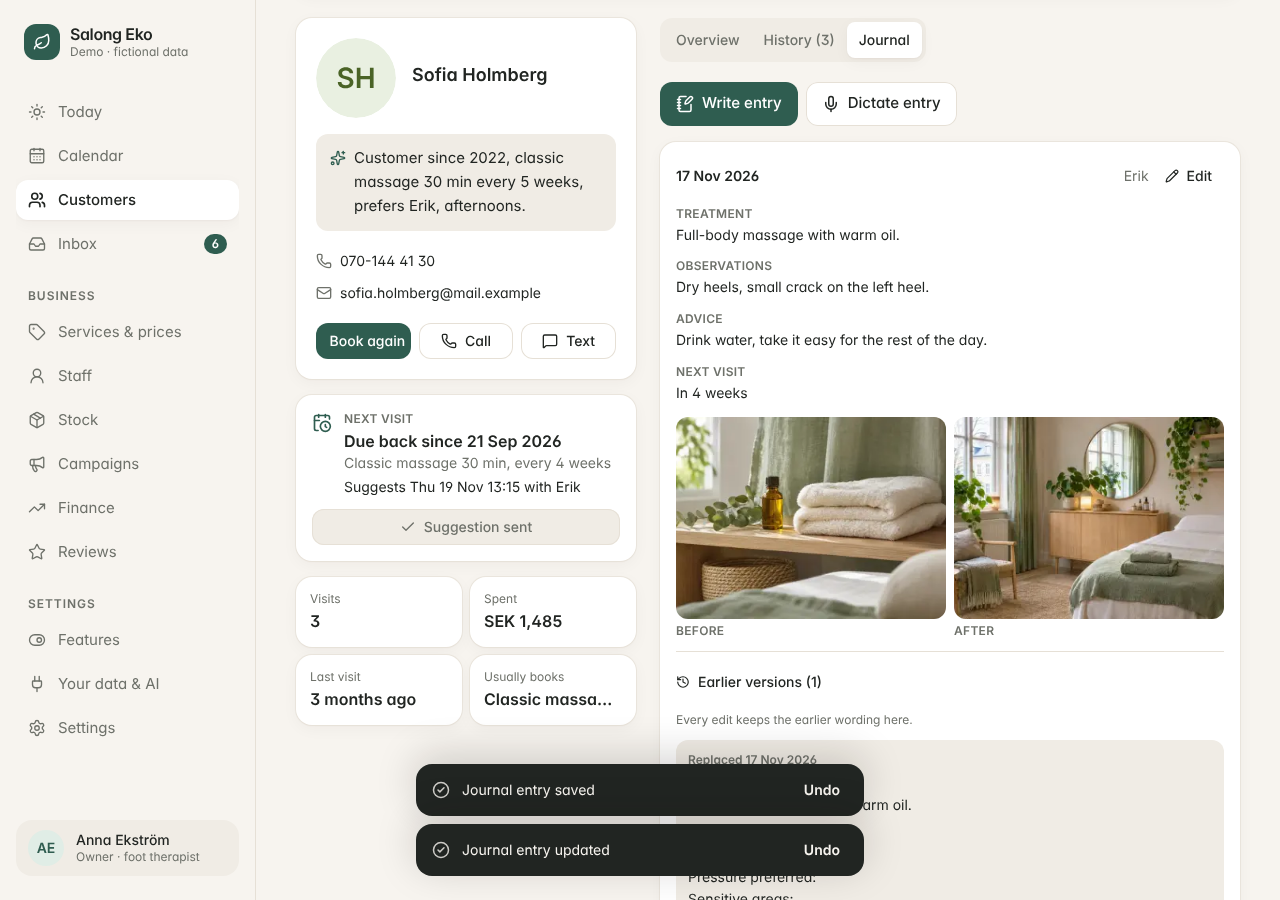 Salong Eko
Demo · fictional data
Today
Calendar
Customers
Inbox
6
BUSINESS
Services & prices
Staff
Stock
Campaigns
Finance
Reviews
SETTINGS
Features
Your data & AI
Settings
AE
Anna Ekström
Owner · foot therapist
SH
Sofia Holmberg
Customer since 2022, classic
massage 30 min every 5 weeks,
prefers Erik, afternoons.
070-144 41 30
sofia.holmberg@mail.example
Book again
Call
Text
NEXT VISIT
Due back since 21 Sep 2026
Classic massage 30 min, every 4 weeks
Suggests Thu 19 Nov 13:15 with Erik
Suggestion sent
Visits
3
Spent
SEK 1,485
Last visit
3 months ago
Usually books
Classic massa...
Overview
History (3)
Journal
Write entry
Dictate entry
17 Nov 2026
Erik
Edit
TREATMENT
Full-body massage with warm oil.
OBSERVATIONS
Dry heels, small crack on the left heel.
ADVICE
Drink water, take it easy for the rest of the day.
NEXT VISIT
In 4 weeks
BEFORE
AFTER
Earlier versions (1)
Every edit keeps the earlier wording here.
Replaced 17 Nov 2026
oil.
Pressure preferred:
Sensitive areas:
Journal entry saved
Undo
Journal entry updated
Undo